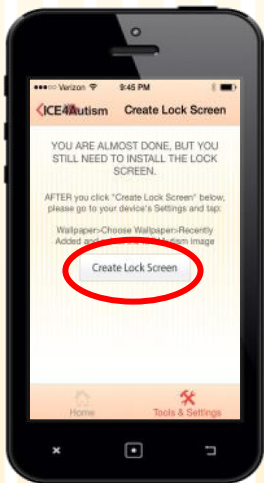 Verizon 9:45 PM
ICE4Autism Create Lock Screen
YOU ARE ALMOST DONE, BUT YOU
STILL NEED TO INSTALL THE LOCK
SCREEN.
AFTER you click "Create Lock Screen" below,
please go to your device's Settings and tap:
Wallpaper>Choose Wallpaper>Recently
Added and image
Create Lock Screen
Home Tools & Settings